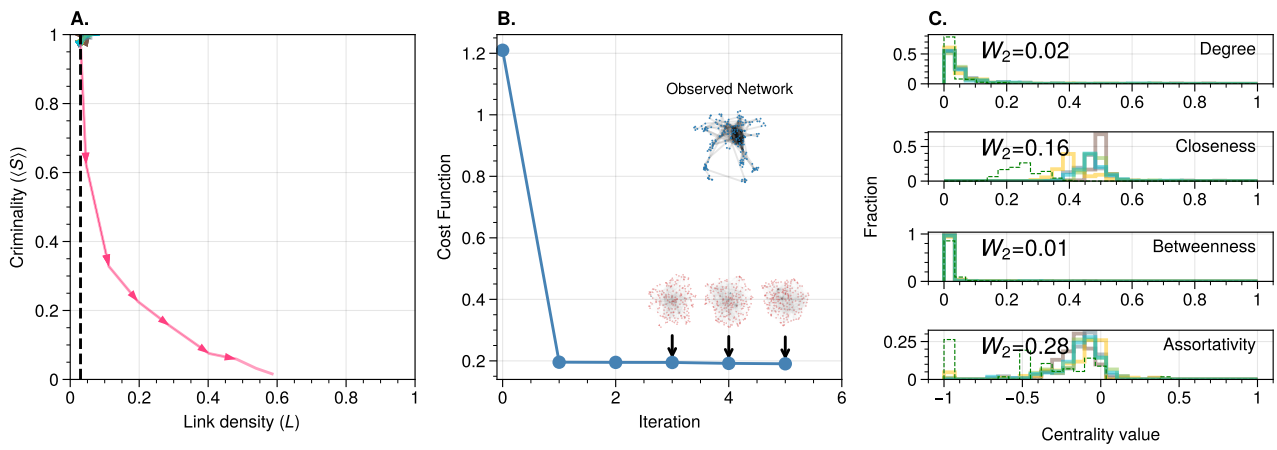 A.
Criminality (⟨S⟩)
1
0.8
0.6
0.4
0.2
0
0
0.2
0.4
0.6
0.8
1
Link density (L)
B.
Cost Function
1.2
1
0.8
0.6
0.4
0.2
Observed Network
0
2
4
6
Iteration
C.
Fraction
0.5
0
W₂=0.02
Degree
0
0.2
0.4
0.6
0.8
1
0.5
0
W₂=0.16
Closeness
0
0.2
0.4
0.6
0.8
1
1
0
W₂=0.01
Betweenness
0
0.2
0.4
0.6
0.8
1
0.25
0
W₂=0.28
Assortativity
−1
−0.5
0
0.5
1
Centrality value